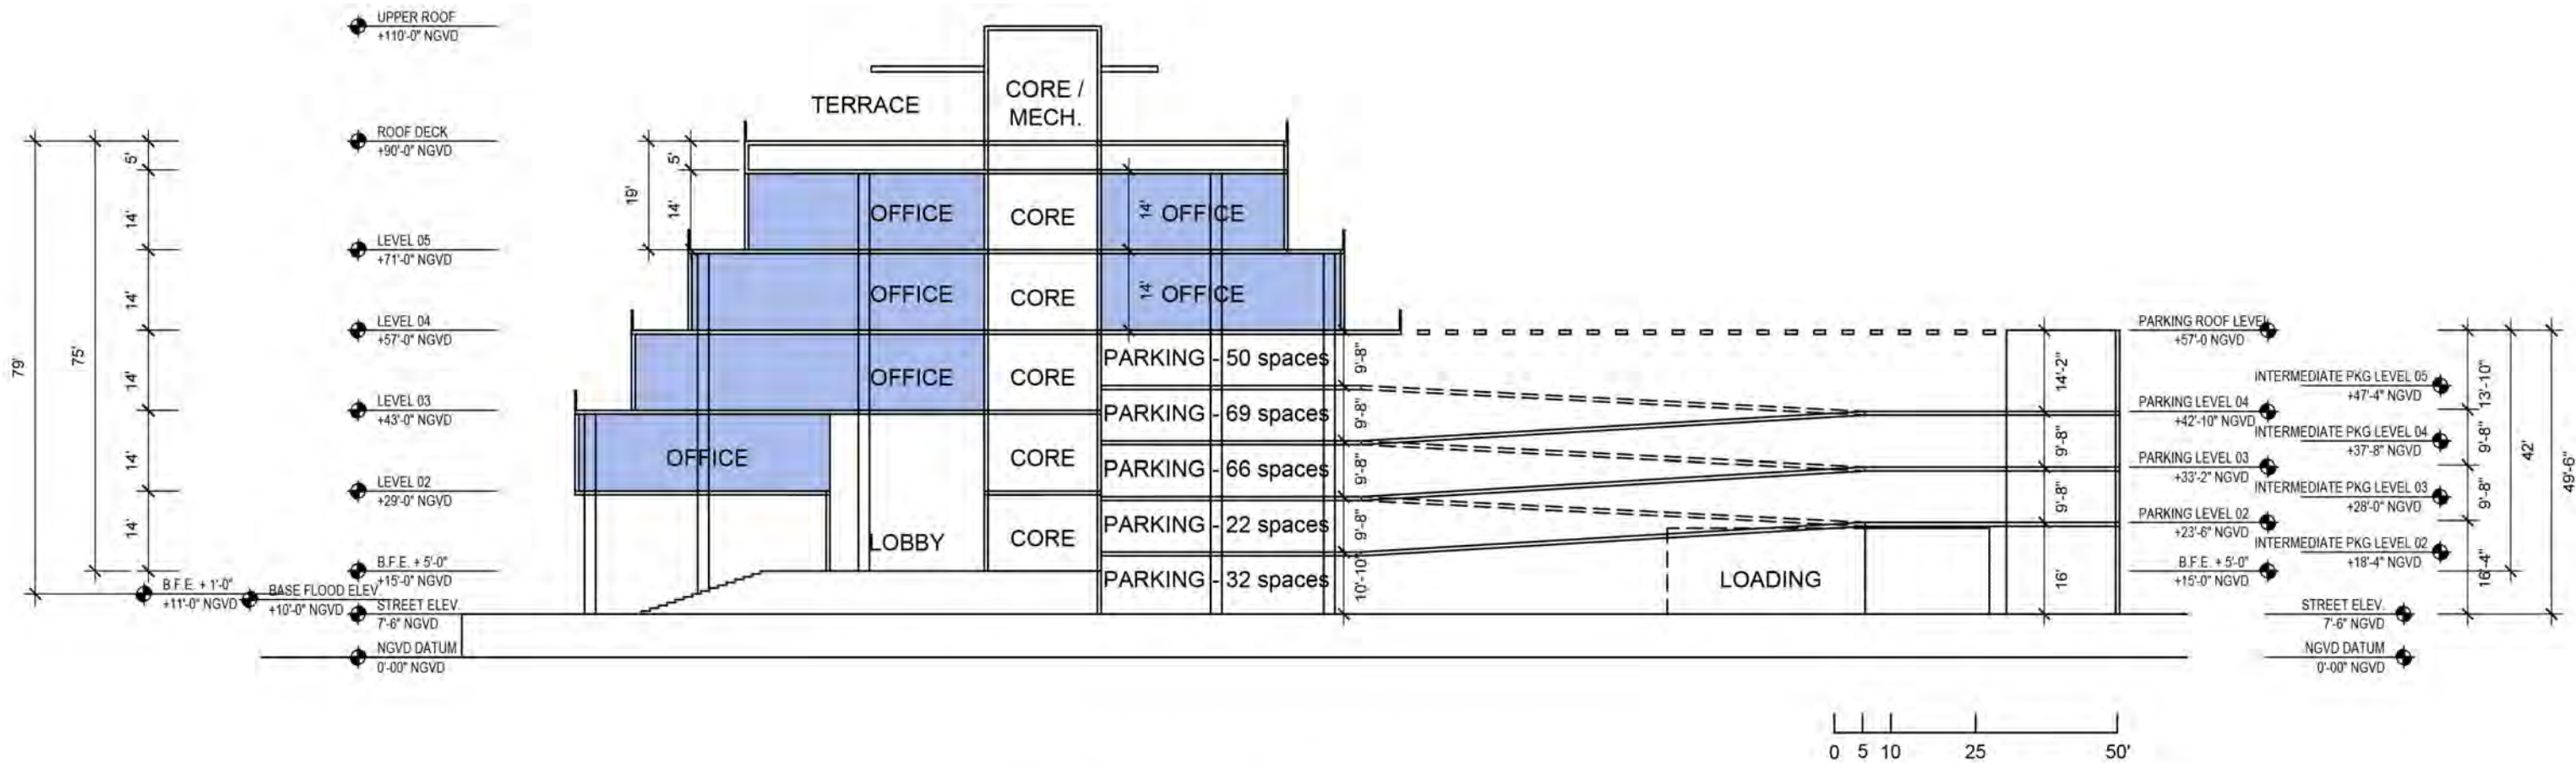 UPPER ROOF
+110'-0" NGVD
ROOF DECK
+90'-0" NGVD
LEVEL 05
+71'-0" NGVD
LEVEL 04
+57'-0" NGVD
LEVEL 03
+43'-0" NGVD
LEVEL 02
+29'-0" NGVD
B.F.E. + 5'-0"
+15'-0" NGVD
B.F.E. + 1'-0"
+11'-0" NGVD
BASE FLOOD ELEV.
+10'-0" NGVD
STREET ELEV.
7'-6" NGVD
NGVD DATUM
0'-00" NGVD
79'
75'
5'
14'
14'
14'
14'
14'
19'
5'
14'
TERRACE
CORE /
MECH.
OFFICE
CORE
14'
OFFICE
OFFICE
CORE
14'
OFFICE
OFFICE
CORE
PARKING - 50 spaces
9'-8"
PARKING - 69 spaces
9'-8"
OFFICE
CORE
PARKING - 66 spaces
9'-8"
PARKING - 22 spaces
9'-8"
LOBBY
CORE
PARKING - 32 spaces
10'-10"
LOADING
14'-2"
9'-8"
9'-8"
16'
PARKING ROOF LEVEL
+57'-0 NGVD
INTERMEDIATE PKG LEVEL 05
+47'-4" NGVD
PARKING LEVEL 04
+42'-10" NGVD
INTERMEDIATE PKG LEVEL 04
+37'-8" NGVD
PARKING LEVEL 03
+33'-2" NGVD
INTERMEDIATE PKG LEVEL 03
+28'-0" NGVD
PARKING LEVEL 02
+23'-6" NGVD
INTERMEDIATE PKG LEVEL 02
+18'-4" NGVD
B.F.E. + 5'-0"
+15'-0" NGVD
STREET ELEV.
7'-6" NGVD
NGVD DATUM
0'-00" NGVD
13'-10"
9'-8"
9'-8"
16'-4"
42'
49'-6"
0 5 10 25 50'